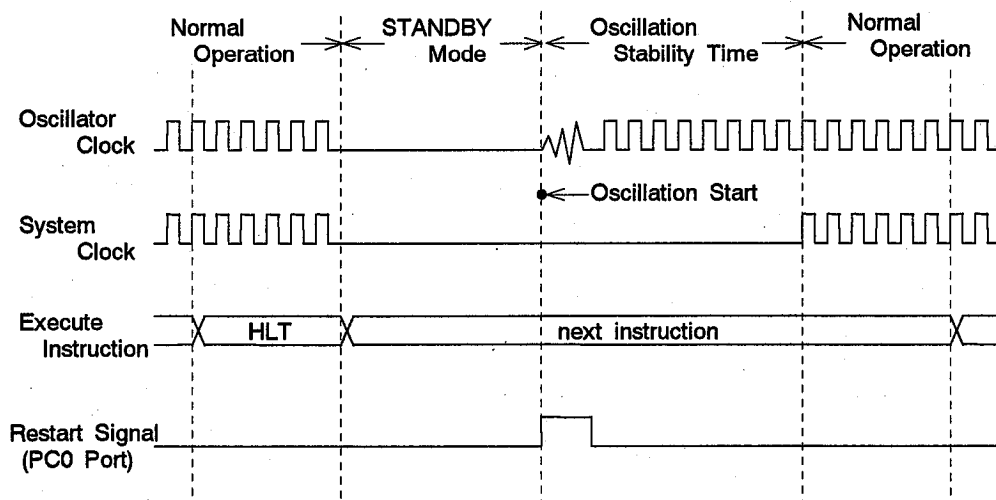 Normal
Operation
STANDBY
Mode
Oscillation
Stability Time
Normal
Operation
Oscillator
Clock
Oscillation Start
System
Clock
Execute
Instruction
HLT
next instruction
Restart Signal
(PC0 Port)